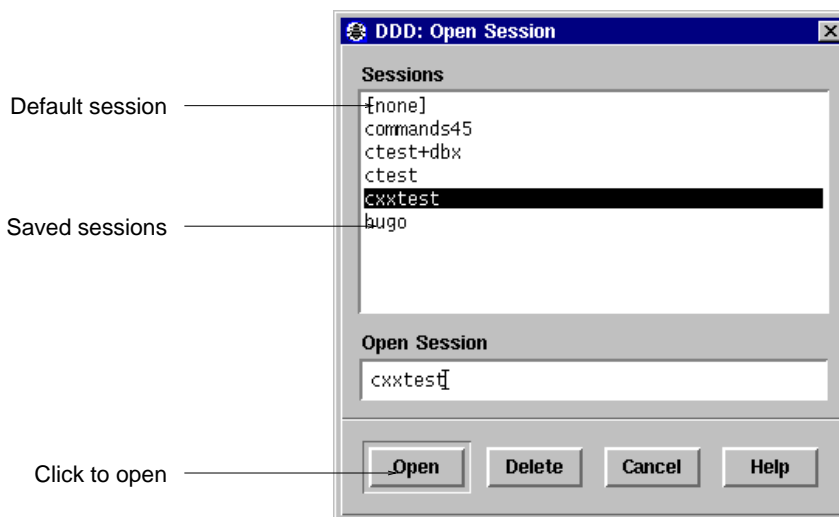 DDD: Open Session
Sessions
Default session
[none]
commands45
ctest+dbx
ctest
cxxtest
Saved sessions
hugo
Open Session
cxxtest
Click to open
Open
Delete
Cancel
Help